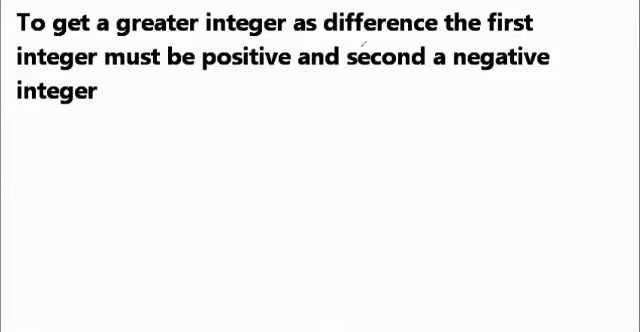 To get a greater integer as difference the first
integer must be positive and second a negative
integer